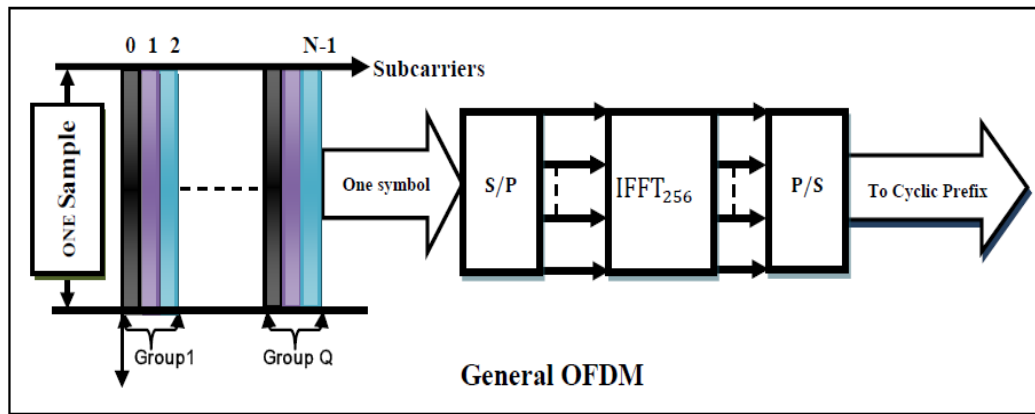 0 1 2 N-1
Subcarriers
ONE Sample
One symbol
S/P
IFFT256
P/S
To Cyclic Prefix
Group1
Group Q
General OFDM